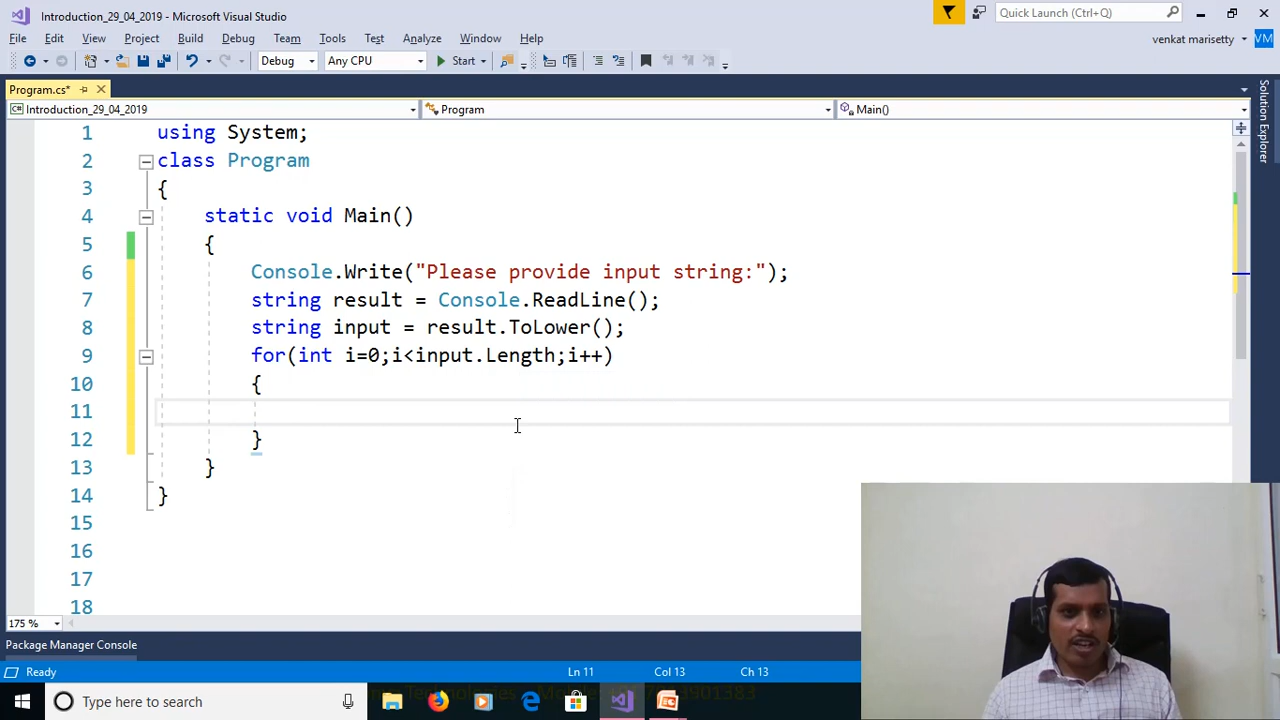 Introduction_29_04_2019 - Microsoft Visual Studio
Quick Launch (Ctrl+Q)
File Edit View Project Build Debug Team Tools Test Analyze Window Help
venkat marisetty VM
Debug Any CPU Start
Program.cs*
Introduction_29_04_2019 Program Main()
Solution Explorer
1 using System;
2 class Program
3 {
4 static void Main()
5 {
6 Console.Write("Please provide input string:");
7 string result = Console.ReadLine();
8 string input = result.ToLower();
9 for(int i=0;i<input.Length;i++)
10 {
11
12 }
13 }
14 }
15
16
17
18
175 %
Package Manager Console
Ready Ln 11 Col 13 Ch 13
Type here to search